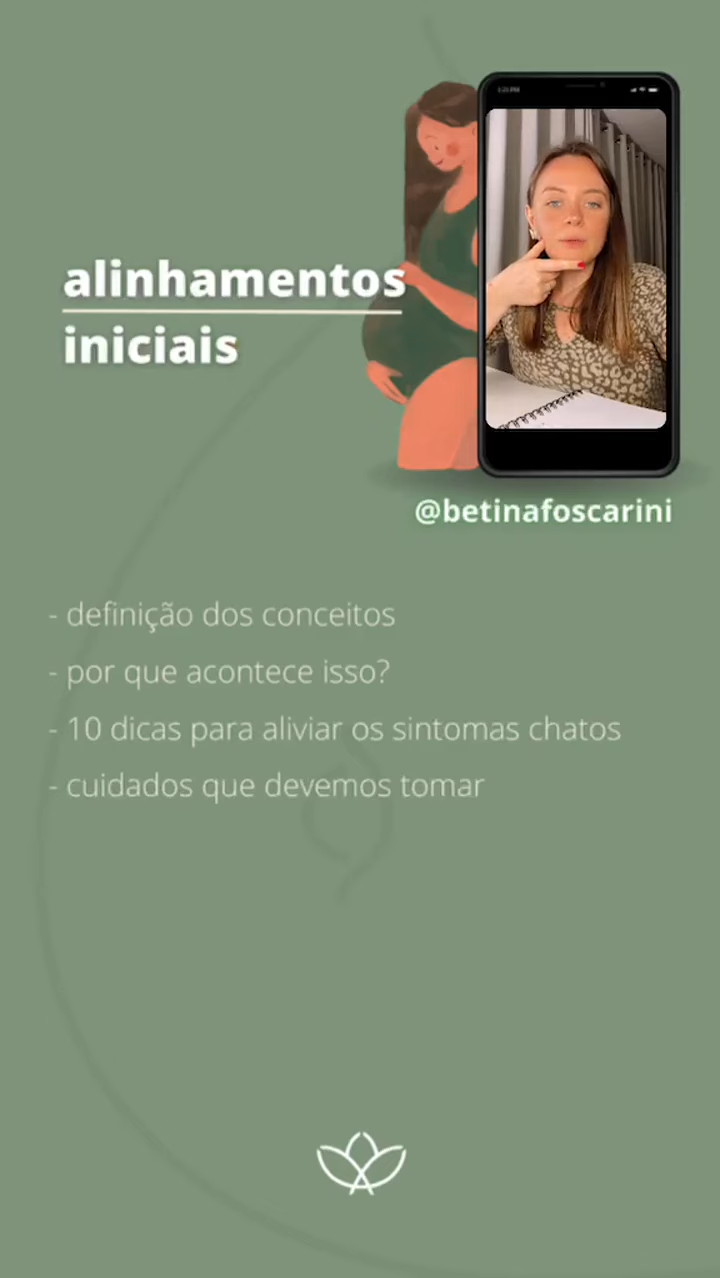 alinhamentos
iniciais
@betinafoscarini
- definição dos conceitos
- por que acontece isso?
- 10 dicas para aliviar os sintomas chatos
- cuidados que devemos tomar